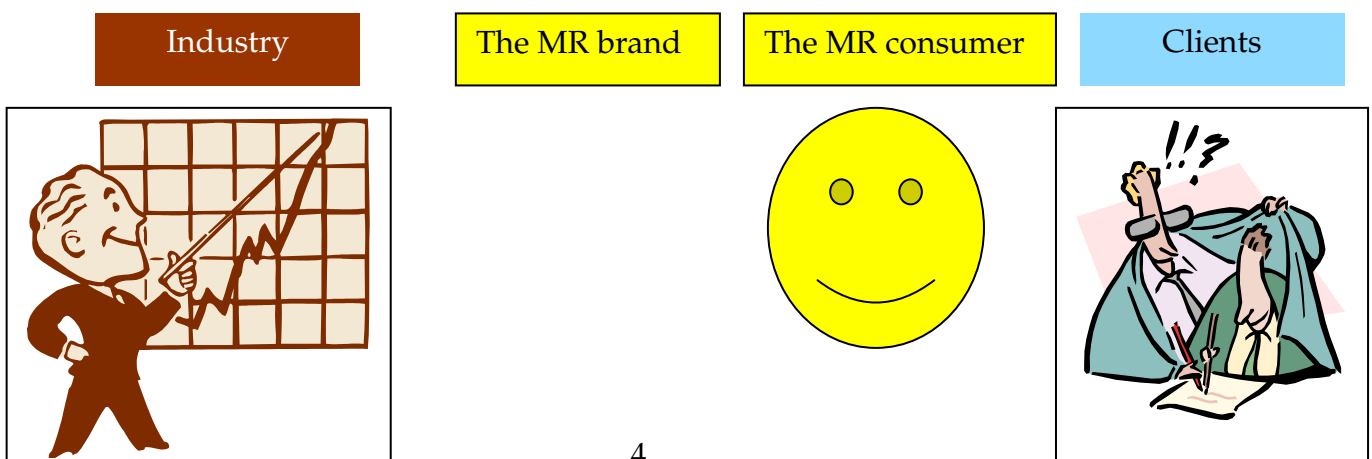 Industry
The MR brand
The MR consumer
Clients
!!?
4